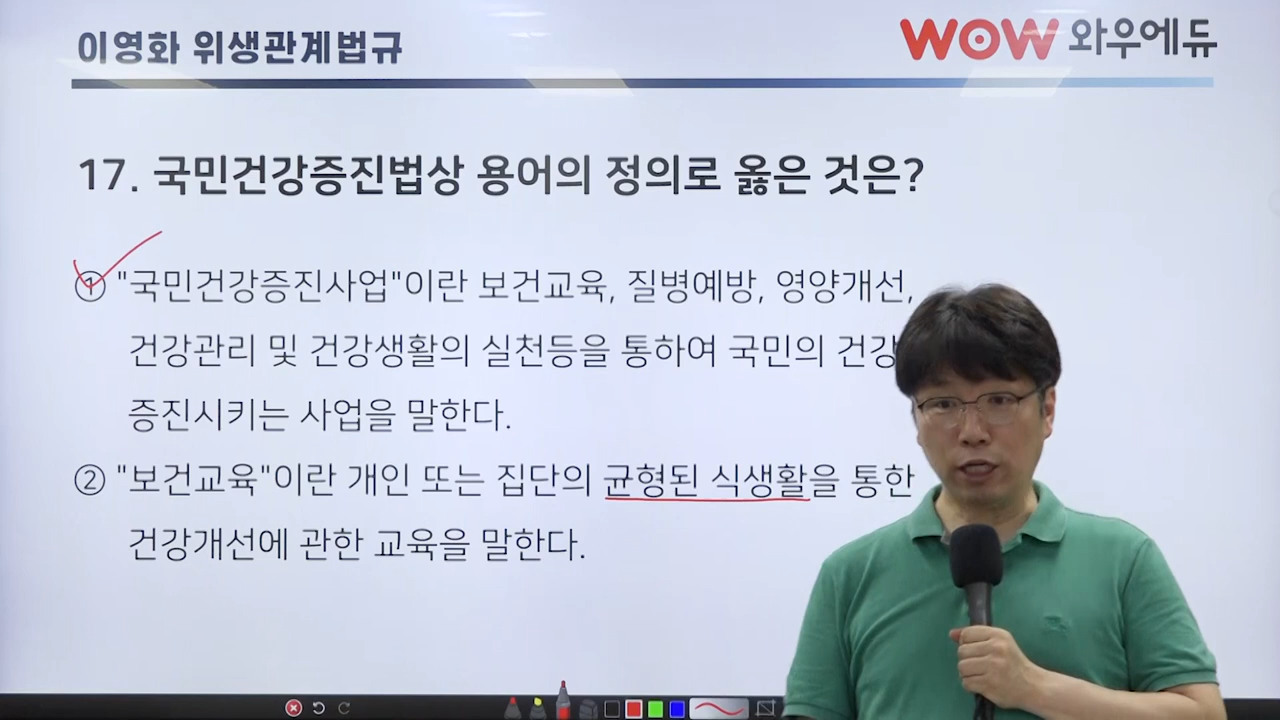 이영화 위생관계법규
WOW 와우에듀
17. 국민건강증진법상 용어의 정의로 옳은 것은?
① "국민건강증진사업"이란 보건교육, 질병예방, 영양개선,
건강관리 및 건강생활의 실천등을 통하여 국민의 건강
증진시키는 사업을 말한다.
② "보건교육"이란 개인 또는 집단의 균형된 식생활을 통한
건강개선에 관한 교육을 말한다.